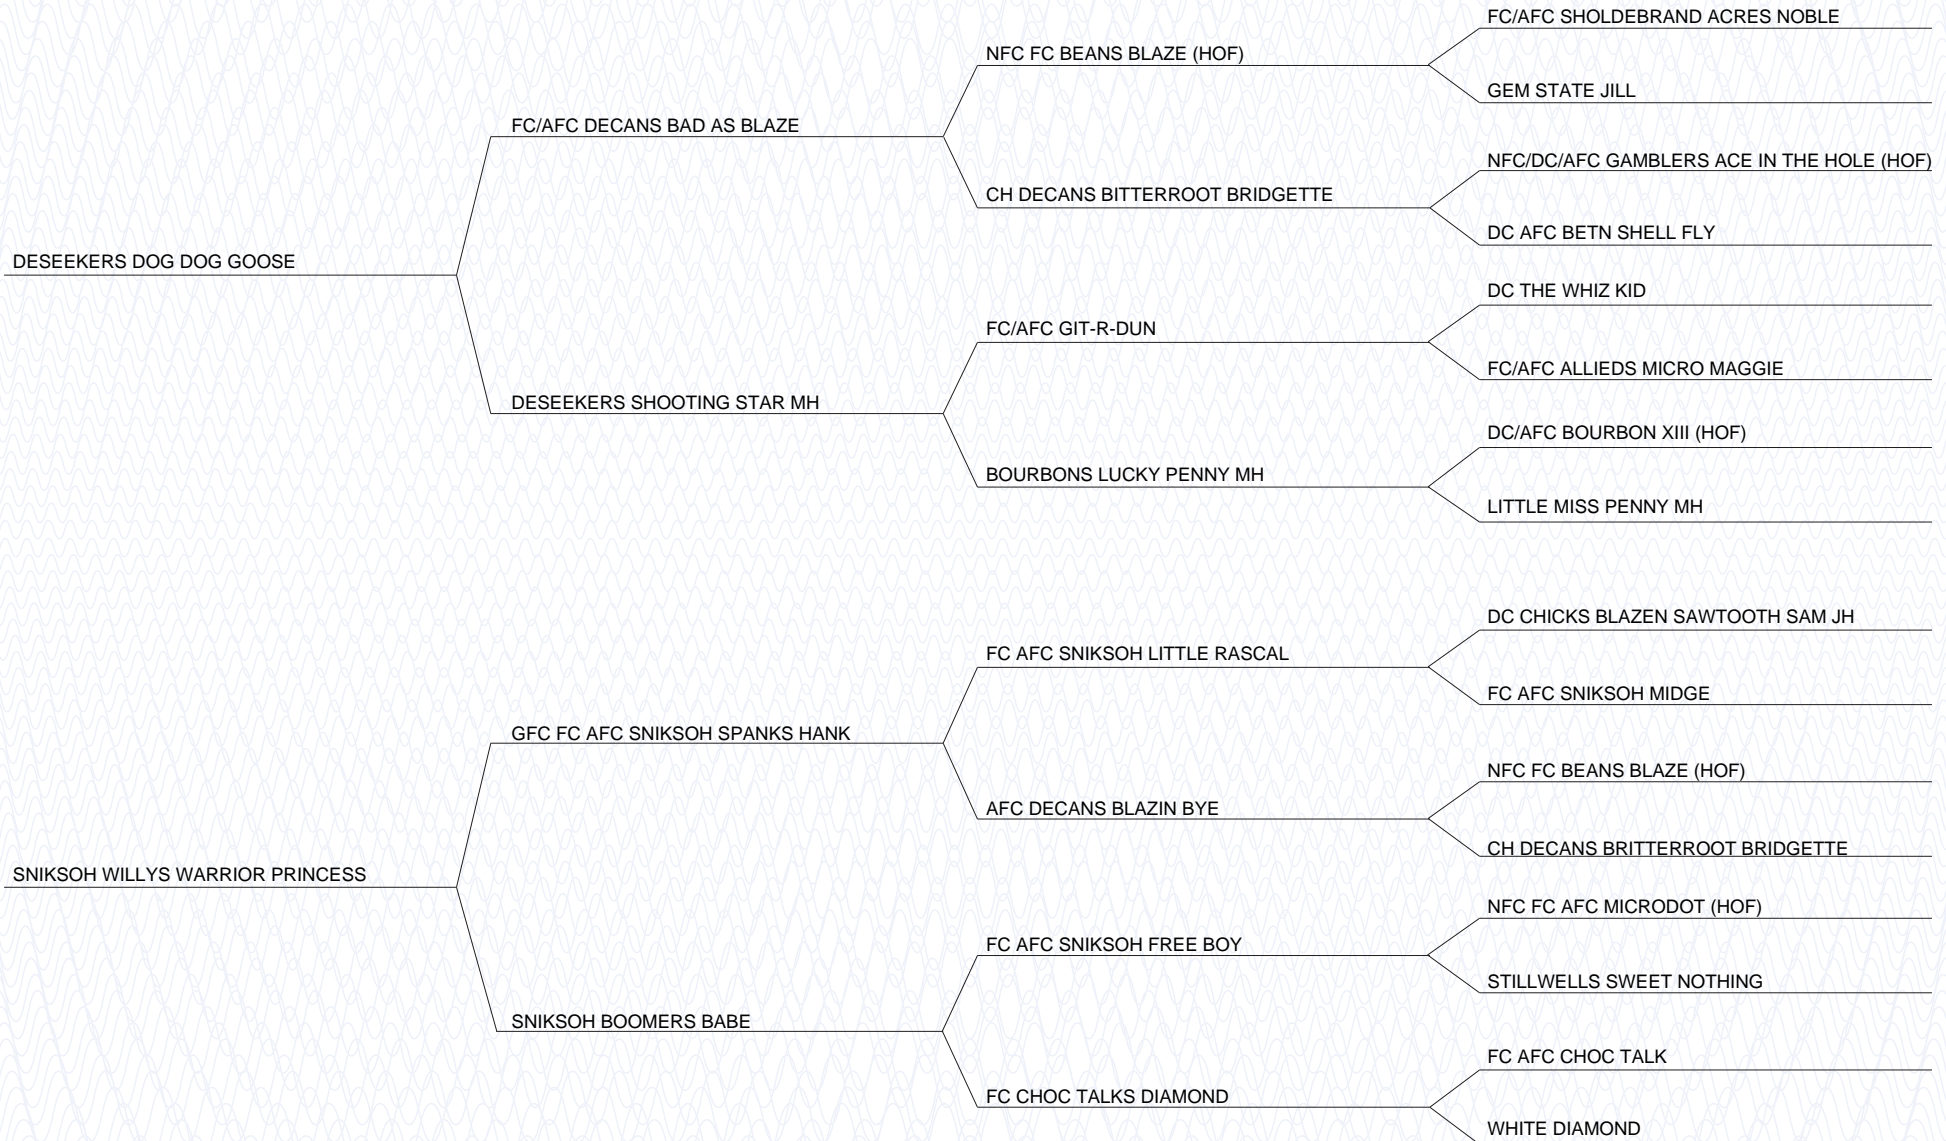 FC/AFC SHOLDEBRAND ACRES NOBLE
NFC FC BEANS BLAZE (HOF)
GEM STATE JILL
FC/AFC DECANS BAD AS BLAZE
NFC/DC/AFC GAMBLERS ACE IN THE HOLE (HOF)
CH DECANS BITTERROOT BRIDGETTE
DC AFC BETN SHELL FLY
DESEEKERS DOG DOG GOOSE
DC THE WHIZ KID
FC/AFC GIT-R-DUN
FC/AFC ALLIEDS MICRO MAGGIE
DESEEKERS SHOOTING STAR MH
DC/AFC BOURBON XIII (HOF)
BOURBONS LUCKY PENNY MH
LITTLE MISS PENNY MH
DC CHICKS BLAZEN SAWTOOTH SAM JH
FC AFC SNIKSOH LITTLE RASCAL
FC AFC SNIKSOH MIDGE
GFC FC AFC SNIKSOH SPANKS HANK
NFC FC BEANS BLAZE (HOF)
AFC DECANS BLAZIN BYE
CH DECANS BRITTERROOT BRIDGETTE
SNIKSOH WILLYS WARRIOR PRINCESS
NFC FC AFC MICRODOT (HOF)
FC AFC SNIKSOH FREE BOY
STILLWELLS SWEET NOTHING
SNIKSOH BOOMERS BABE
FC AFC CHOC TALK
FC CHOC TALKS DIAMOND
WHITE DIAMOND